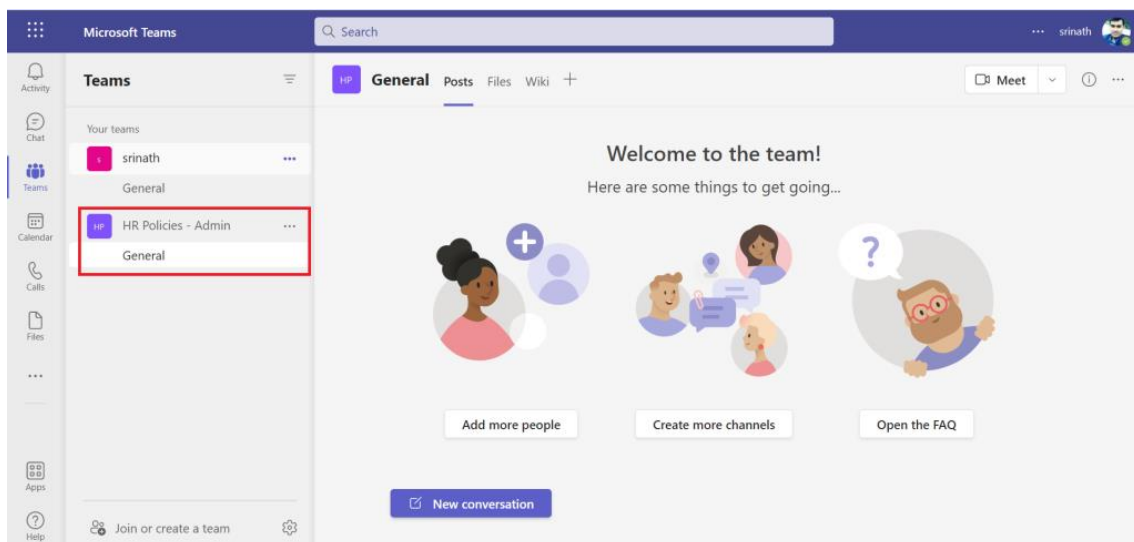 Microsoft Teams
Search
srinath
Activity
Chat
Teams
Calendar
Calls
Files
Apps
Help
Teams
Your teams
s srinath
General
HP HR Policies - Admin
General
Join or create a team
HP General Posts Files Wiki
Meet
Welcome to the team!
Here are some things to get going...
?
Add more people Create more channels Open the FAQ
New conversation